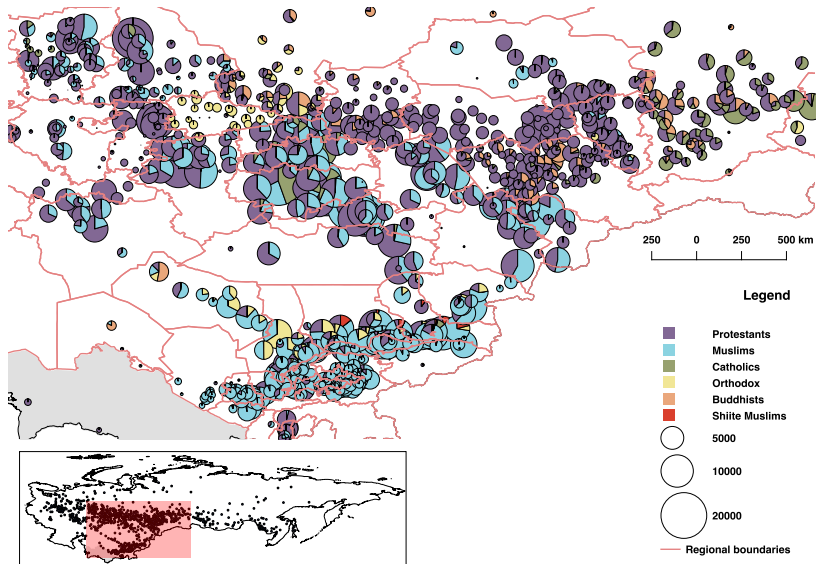 250 0 250 500 km
Legend
Protestants
Muslims
Catholics
Orthodox
Buddhists
Shiite Muslims
5000
10000
20000
Regional boundaries